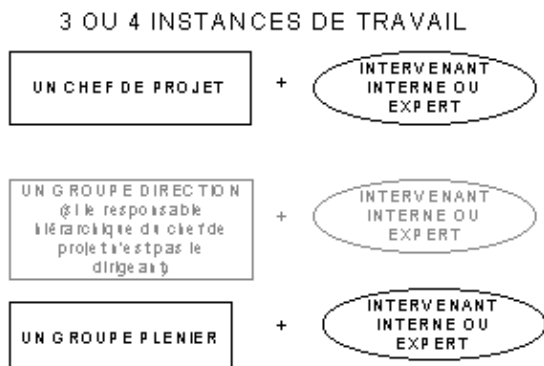 3 OU 4 INSTANCES DE TRAVAIL
UN CHEF DE PROJET
+
INTERVENANT
INTERNE OU
EXPERT
UN GROUPE DIRECTION
(si le responsable
hiérarchique du chef de
projet n'est pas le
dirigeant)
+
INTERVENANT
INTERNE OU
EXPERT
UN GROUPE PLENIER
+
INTERVENANT
INTERNE OU
EXPERT